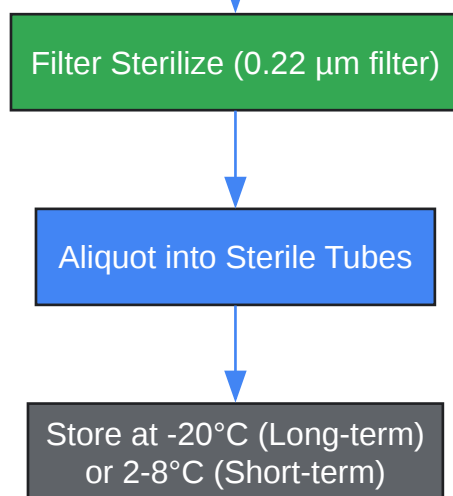 Filter Sterilize (0.22 µm filter)
Aliquot into Sterile Tubes
Store at -20°C (Long-term)
or 2-8°C (Short-term)